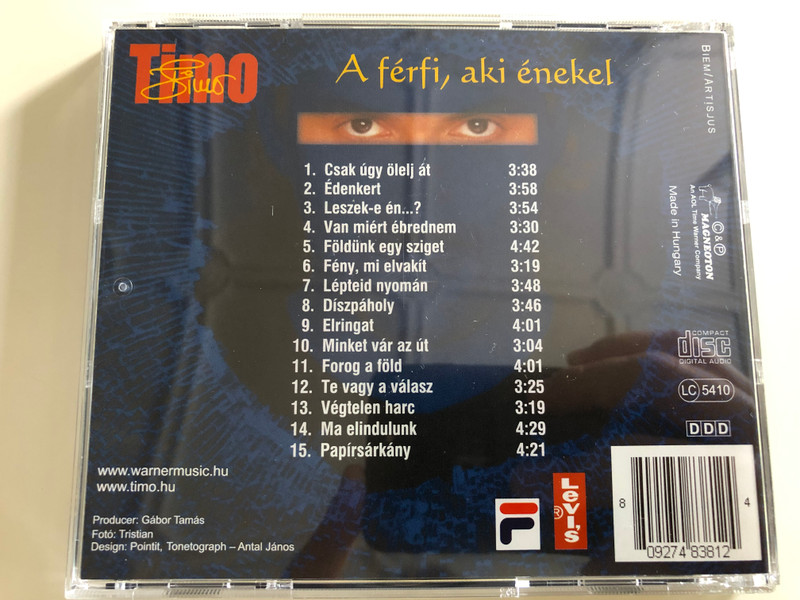 Timo
Timo
A férfi, aki énekel
1. Csak úgy ölelj át 3:38
2. Édenkert 3:58
3. Leszek-e én...? 3:54
4. Van miért ébrednem 3:30
5. Földünk egy sziget 4:42
6. Fény, mi elvakít 3:19
7. Lépteid nyomán 3:48
8. Díszpáholy 3:46
9. Elringat 4:01
10. Minket vár az út 3:04
11. Forog a föld 4:01
12. Te vagy a válasz 3:25
13. Végtelen harc 3:19
14. Ma elindulunk 4:29
15. Papírsárkány 4:21
www.warnermusic.hu
www.timo.hu
Producer: Gábor Tamás
Fotó: Tristian
Design: Pointit, Tonetograph – Antal János
BIEM/ARTISJUS
© & ℗
MAGNEOTON
An AOL Time Warner Company
Made in Hungary
COMPACT
disc
DIGITAL AUDIO
LC 5410
DDD
Levi's
®
8 09274 83812 4